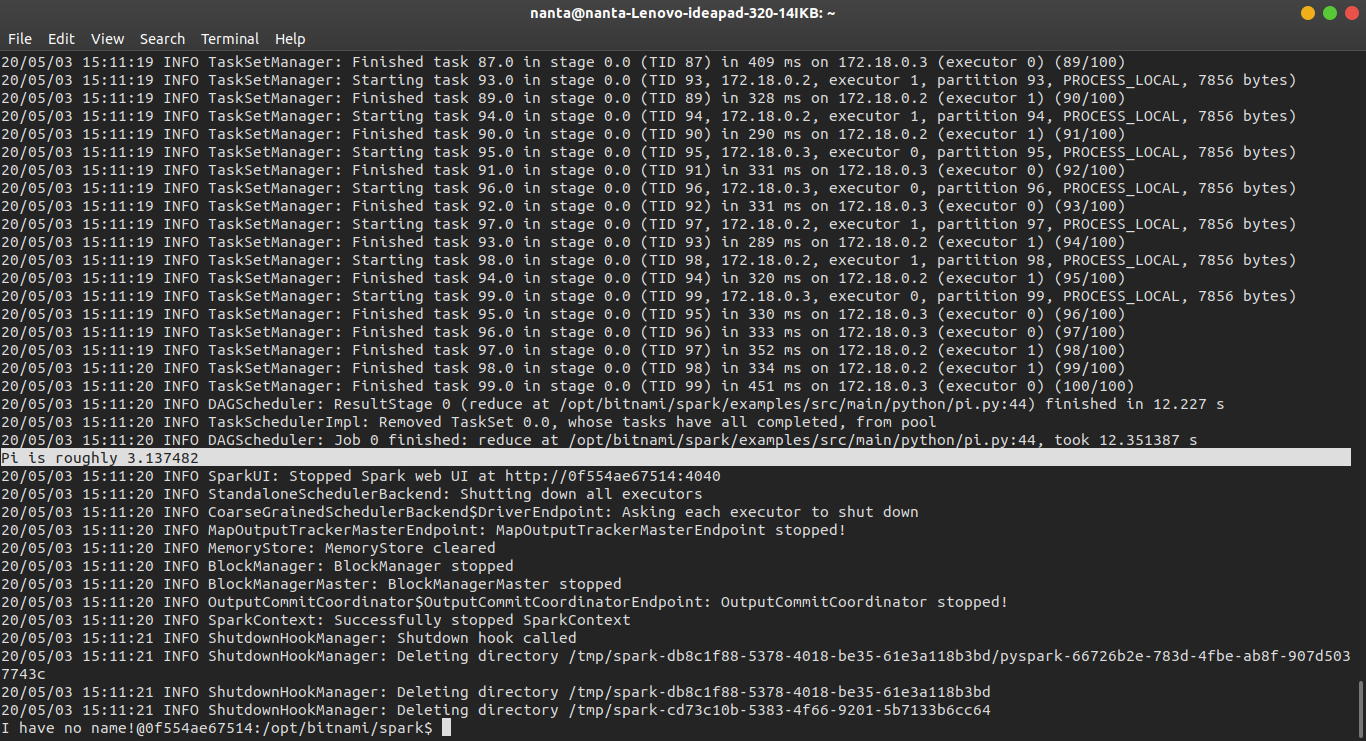 nanta@nanta-Lenovo-ideapad-320-14IKB: ~
File Edit View Search Terminal Help
20/05/03 15:11:19 INFO TaskSetManager: Finished task 87.0 in stage 0.0 (TID 87) in 409 ms on 172.18.0.3 (executor 0) (89/100)
20/05/03 15:11:19 INFO TaskSetManager: Starting task 93.0 in stage 0.0 (TID 93, 172.18.0.2, executor 1, partition 93, PROCESS_LOCAL, 7856 bytes)
20/05/03 15:11:19 INFO TaskSetManager: Finished task 89.0 in stage 0.0 (TID 89) in 328 ms on 172.18.0.2 (executor 1) (90/100)
20/05/03 15:11:19 INFO TaskSetManager: Starting task 94.0 in stage 0.0 (TID 94, 172.18.0.2, executor 1, partition 94, PROCESS_LOCAL, 7856 bytes)
20/05/03 15:11:19 INFO TaskSetManager: Finished task 90.0 in stage 0.0 (TID 90) in 290 ms on 172.18.0.2 (executor 1) (91/100)
20/05/03 15:11:19 INFO TaskSetManager: Starting task 95.0 in stage 0.0 (TID 95, 172.18.0.3, executor 0, partition 95, PROCESS_LOCAL, 7856 bytes)
20/05/03 15:11:19 INFO TaskSetManager: Finished task 91.0 in stage 0.0 (TID 91) in 331 ms on 172.18.0.3 (executor 0) (92/100)
20/05/03 15:11:19 INFO TaskSetManager: Starting task 96.0 in stage 0.0 (TID 96, 172.18.0.3, executor 0, partition 96, PROCESS_LOCAL, 7856 bytes)
20/05/03 15:11:19 INFO TaskSetManager: Finished task 92.0 in stage 0.0 (TID 92) in 331 ms on 172.18.0.3 (executor 0) (93/100)
20/05/03 15:11:19 INFO TaskSetManager: Starting task 97.0 in stage 0.0 (TID 97, 172.18.0.2, executor 1, partition 97, PROCESS_LOCAL, 7856 bytes)
20/05/03 15:11:19 INFO TaskSetManager: Finished task 93.0 in stage 0.0 (TID 93) in 289 ms on 172.18.0.2 (executor 1) (94/100)
20/05/03 15:11:19 INFO TaskSetManager: Starting task 98.0 in stage 0.0 (TID 98, 172.18.0.2, executor 1, partition 98, PROCESS_LOCAL, 7856 bytes)
20/05/03 15:11:19 INFO TaskSetManager: Finished task 94.0 in stage 0.0 (TID 94) in 320 ms on 172.18.0.2 (executor 1) (95/100)
20/05/03 15:11:19 INFO TaskSetManager: Starting task 99.0 in stage 0.0 (TID 99, 172.18.0.3, executor 0, partition 99, PROCESS_LOCAL, 7856 bytes)
20/05/03 15:11:19 INFO TaskSetManager: Finished task 95.0 in stage 0.0 (TID 95) in 330 ms on 172.18.0.3 (executor 0) (96/100)
20/05/03 15:11:19 INFO TaskSetManager: Finished task 96.0 in stage 0.0 (TID 96) in 333 ms on 172.18.0.3 (executor 0) (97/100)
20/05/03 15:11:19 INFO TaskSetManager: Finished task 97.0 in stage 0.0 (TID 97) in 352 ms on 172.18.0.2 (executor 1) (98/100)
20/05/03 15:11:20 INFO TaskSetManager: Finished task 98.0 in stage 0.0 (TID 98) in 334 ms on 172.18.0.2 (executor 1) (99/100)
20/05/03 15:11:20 INFO TaskSetManager: Finished task 99.0 in stage 0.0 (TID 99) in 451 ms on 172.18.0.3 (executor 0) (100/100)
20/05/03 15:11:20 INFO DAGScheduler: ResultStage 0 (reduce at /opt/bitnami/spark/examples/src/main/python/pi.py:44) finished in 12.227 s
20/05/03 15:11:20 INFO TaskSchedulerImpl: Removed TaskSet 0.0, whose tasks have all completed, from pool
20/05/03 15:11:20 INFO DAGScheduler: Job 0 finished: reduce at /opt/bitnami/spark/examples/src/main/python/pi.py:44, took 12.351387 s
Pi is roughly 3.137482
20/05/03 15:11:20 INFO SparkUI: Stopped Spark web UI at http://0f554ae67514:4040
20/05/03 15:11:20 INFO StandaloneSchedulerBackend: Shutting down all executors
20/05/03 15:11:20 INFO CoarseGrainedSchedulerBackend$DriverEndpoint: Asking each executor to shut down
20/05/03 15:11:20 INFO MapOutputTrackerMasterEndpoint: MapOutputTrackerMasterEndpoint stopped!
20/05/03 15:11:20 INFO MemoryStore: MemoryStore cleared
20/05/03 15:11:20 INFO BlockManager: BlockManager stopped
20/05/03 15:11:20 INFO BlockManagerMaster: BlockManagerMaster stopped
20/05/03 15:11:20 INFO OutputCommitCoordinator$OutputCommitCoordinatorEndpoint: OutputCommitCoordinator stopped!
20/05/03 15:11:20 INFO SparkContext: Successfully stopped SparkContext
20/05/03 15:11:21 INFO ShutdownHookManager: Shutdown hook called
20/05/03 15:11:21 INFO ShutdownHookManager: Deleting directory /tmp/spark-db8c1f88-5378-4018-be35-61e3a118b3bd/pyspark-66726b2e-783d-4fbe-ab8f-907d503
7743c
20/05/03 15:11:21 INFO ShutdownHookManager: Deleting directory /tmp/spark-db8c1f88-5378-4018-be35-61e3a118b3bd
20/05/03 15:11:21 INFO ShutdownHookManager: Deleting directory /tmp/spark-cd73c10b-5383-4f66-9201-5b7133b6cc64
I have no name!@0f554ae67514:/opt/bitnami/spark$